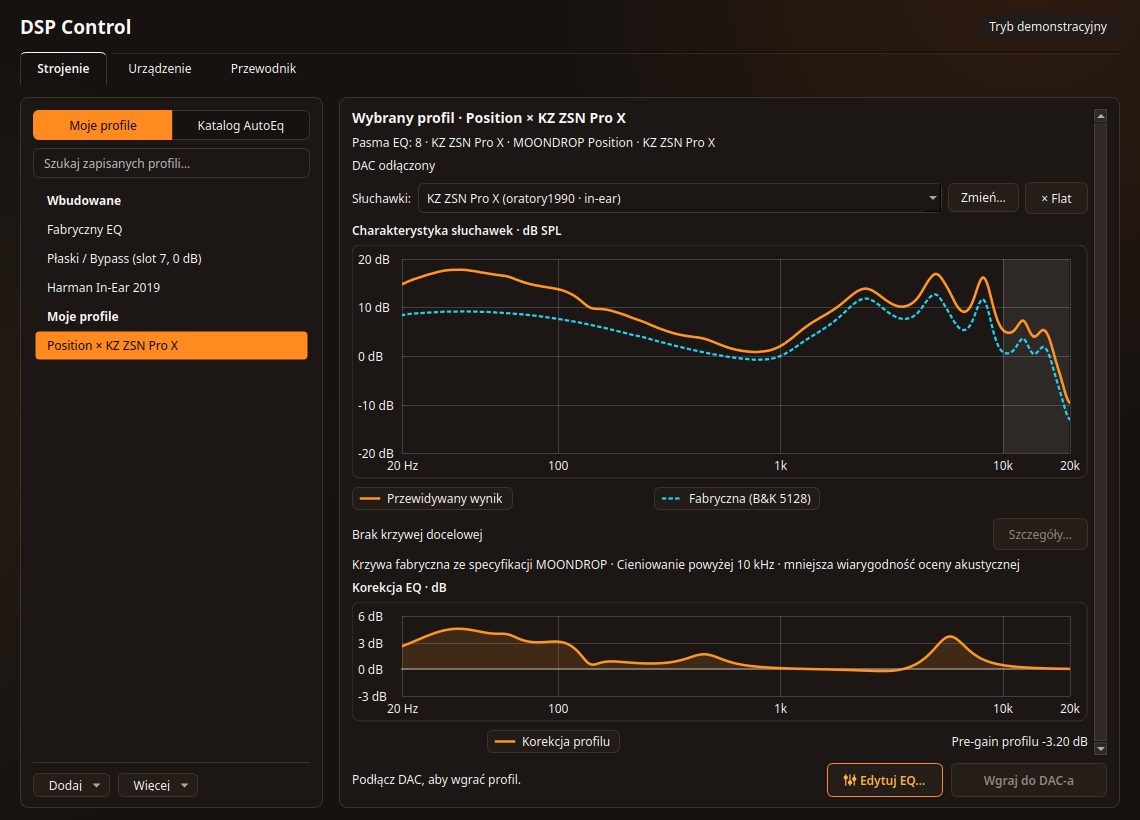 DSP Control
Tryb demonstracyjny
Strojenie
Urządzenie
Przewodnik
Moje profile
Katalog AutoEq
Szukaj zapisanych profili...
Wbudowane
Fabryczny EQ
Płaski / Bypass (slot 7, 0 dB)
Harman In-Ear 2019
Moje profile
Position × KZ ZSN Pro X
Dodaj
Więcej
Wybrany profil · Position × KZ ZSN Pro X
Pasma EQ: 8 · KZ ZSN Pro X · MOONDROP Position · KZ ZSN Pro X
DAC odłączony
Słuchawki:
KZ ZSN Pro X (oratory1990 · in-ear)
Zmień...
× Flat
Charakterystyka słuchawek · dB SPL
20 dB
10 dB
0 dB
-10 dB
-20 dB
20 Hz
100
1k
10k
20k
Przewidywany wynik
Fabryczna (B&K 5128)
Brak krzywej docelowej
Szczegóły...
Krzywa fabryczna ze specyfikacji MOONDROP · Cieniowanie powyżej 10 kHz · mniejsza wiarygodność oceny akustycznej
Korekcja EQ · dB
6 dB
3 dB
0 dB
-3 dB
20 Hz
100
1k
10k
20k
Korekcja profilu
Pre-gain profilu -3.20 dB
Podłącz DAC, aby wgrać profil.
Edytuj EQ...
Wgraj do DAC-a